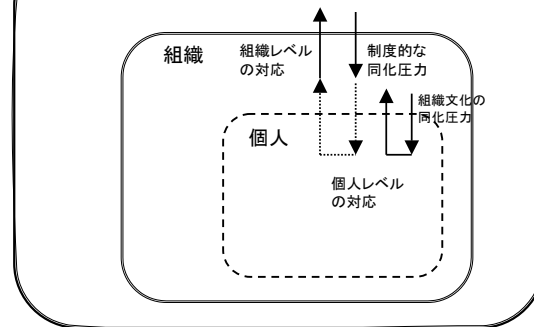 組織
組織レベル
の対応
制度的な
同化圧力
組織文化の
同化圧力
個人
個人レベル
の対応